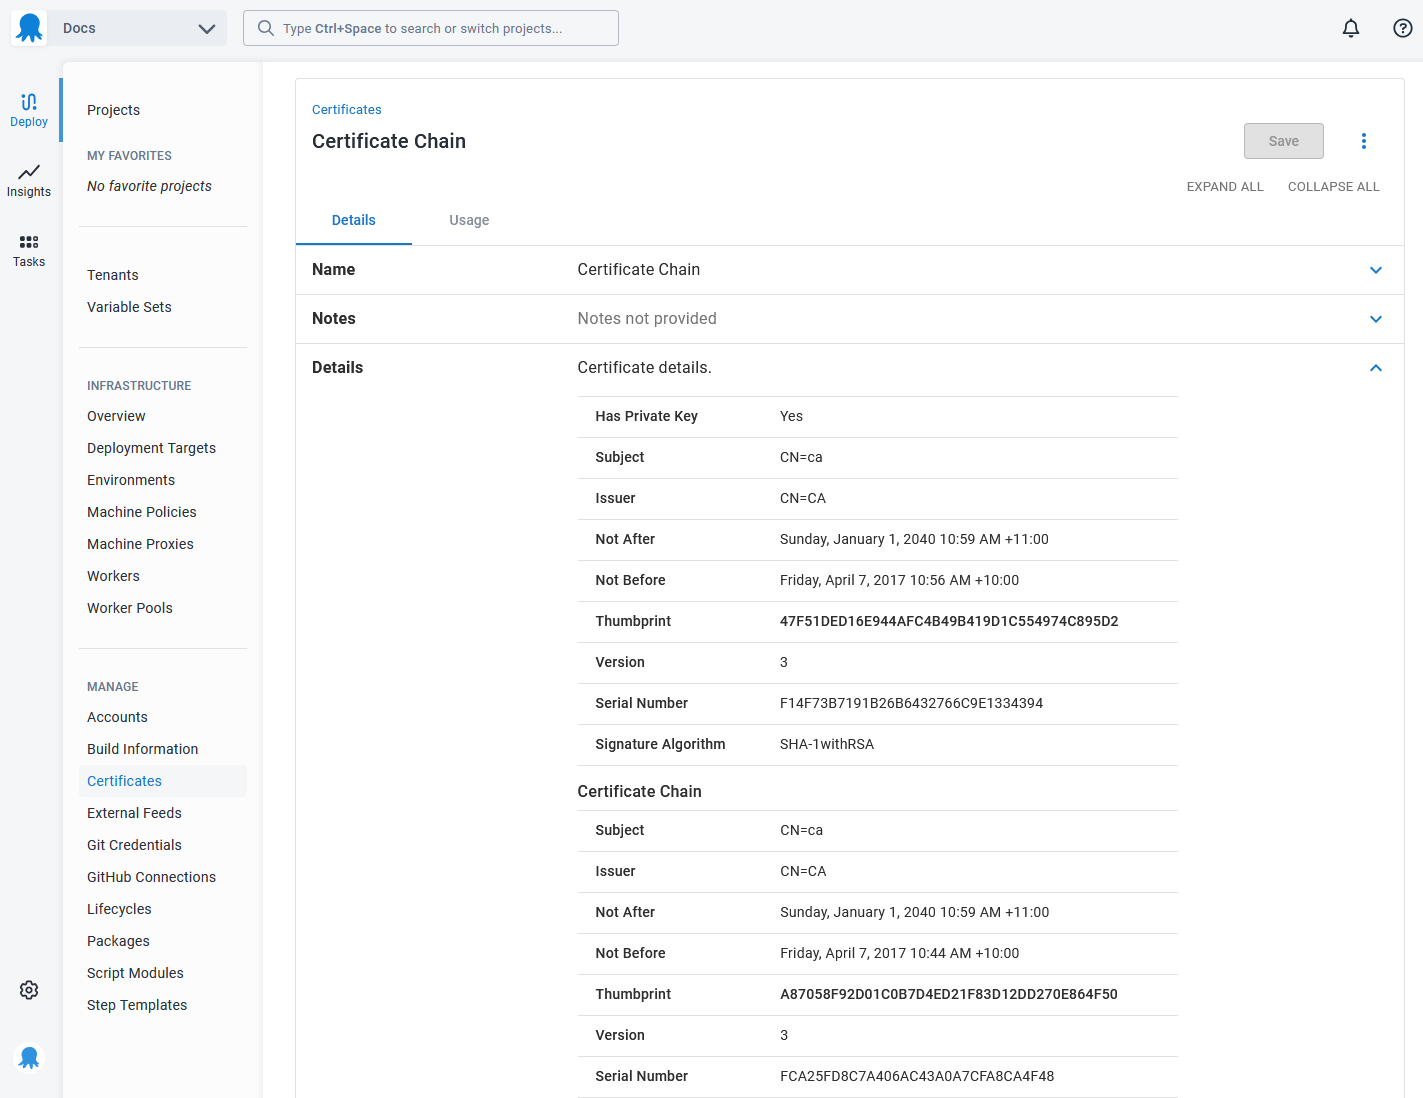 Docs
Type Ctrl+Space to search or switch projects...
Deploy
Insights
Tasks
Projects
MY FAVORITES
No favorite projects
Tenants
Variable Sets
INFRASTRUCTURE
Overview
Deployment Targets
Environments
Machine Policies
Machine Proxies
Workers
Worker Pools
MANAGE
Accounts
Build Information
Certificates
External Feeds
Git Credentials
GitHub Connections
Lifecycles
Packages
Script Modules
Step Templates
Certificates
Certificate Chain
Save
EXPAND ALL COLLAPSE ALL
Details Usage
Name Certificate Chain
Notes Notes not provided
Details Certificate details.
Has Private Key Yes
Subject CN=ca
Issuer CN=CA
Not After Sunday, January 1, 2040 10:59 AM +11:00
Not Before Friday, April 7, 2017 10:56 AM +10:00
Thumbprint 47F51DED16E944AFC4B49B419D1C554974C895D2
Version 3
Serial Number F14F73B7191B26B6432766C9E1334394
Signature Algorithm SHA-1withRSA
Certificate Chain
Subject CN=ca
Issuer CN=CA
Not After Sunday, January 1, 2040 10:59 AM +11:00
Not Before Friday, April 7, 2017 10:44 AM +10:00
Thumbprint A87058F92D01C0B7D4ED21F83D12DD270E864F50
Version 3
Serial Number FCA25FD8C7A406AC43A0A7CFA8CA4F48